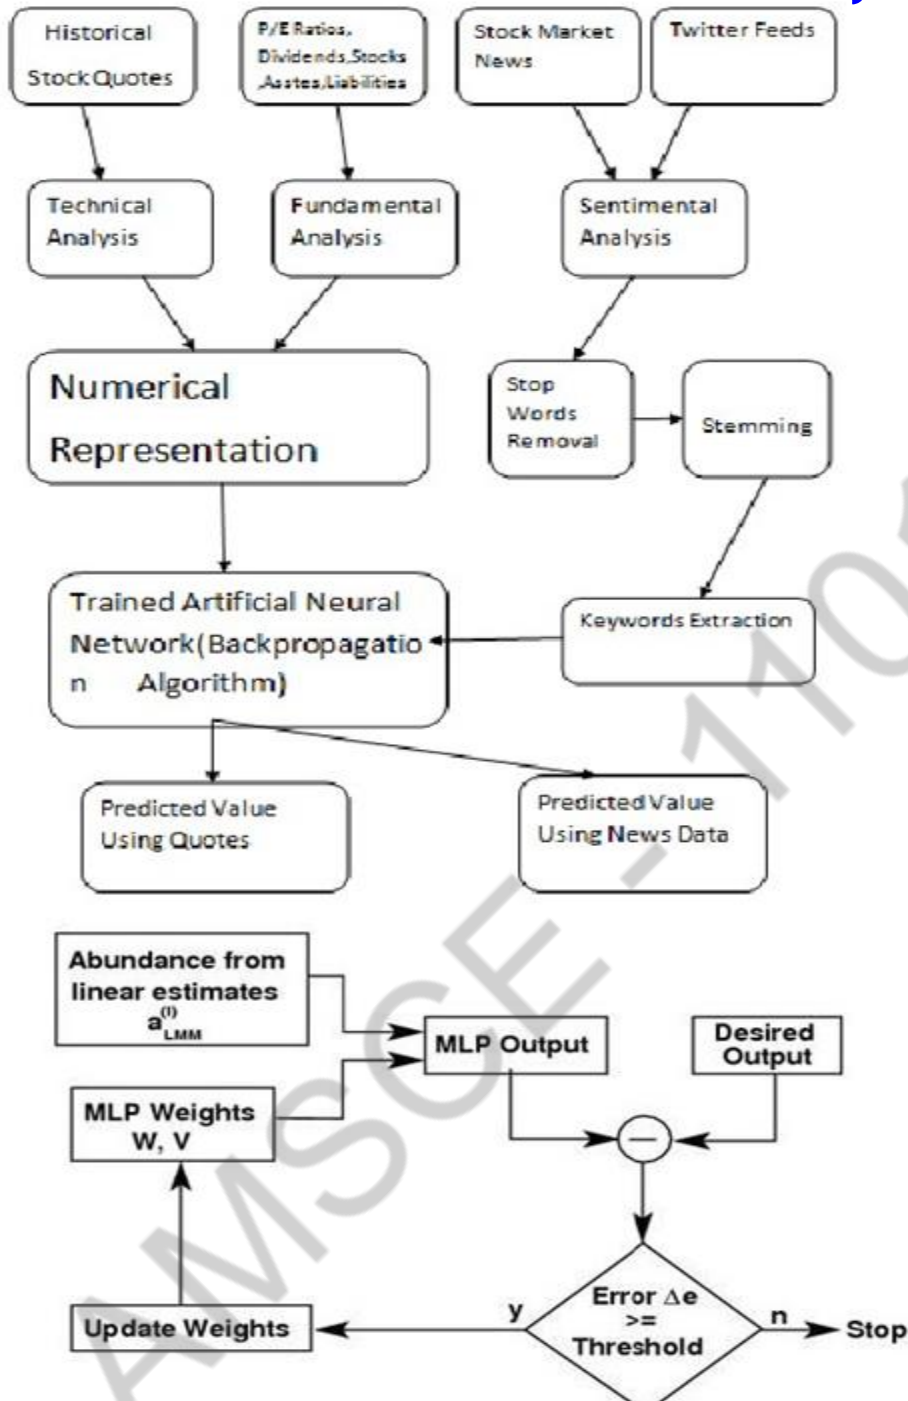 Historical
Stock Quotes
P/E Ratios,
Dividends,Stocks
,Asstes,Liabilities
Stock Market
News
Twitter Feeds
Technical
Analysis
Fundamental
Analysis
Sentimental
Analysis
Numerical
Representation
Stop
Words
Removal
Stemming
Trained Artificial Neural
Network(Backpropagatio
n Algorithm)
Keywords Extraction
Predicted Value
Using Quotes
Predicted Value
Using News Data
Abundance from
linear estimates
a(l)LMM
MLP Output
Desired
Output
MLP Weights
W, V
—
Error Δe
>=
Threshold
y
n
Stop
Update Weights
AMSCE - 110